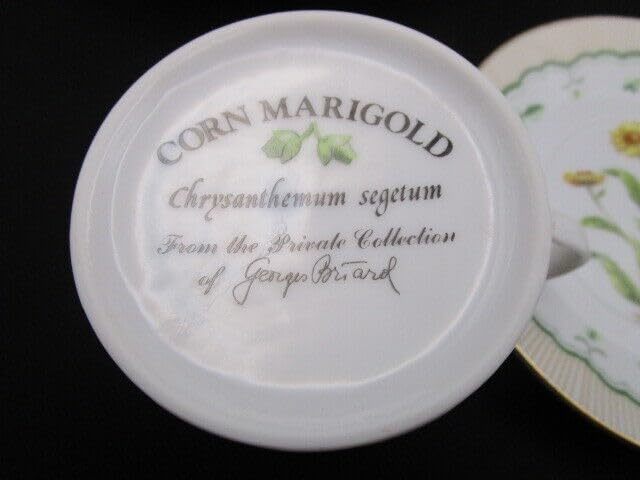 CORN MARIGOLD
Chrysanthemum segetum
From the Private Collection
of Georges Briard